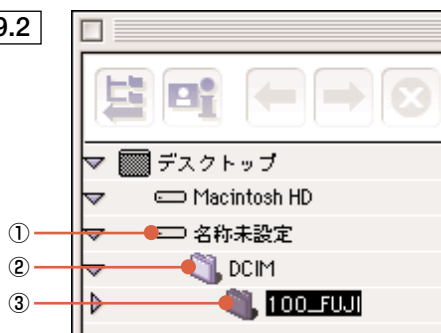 9.2
デスクトップ
Macintosh HD
① 名称未設定
② DCIM
③ 100_FUJI